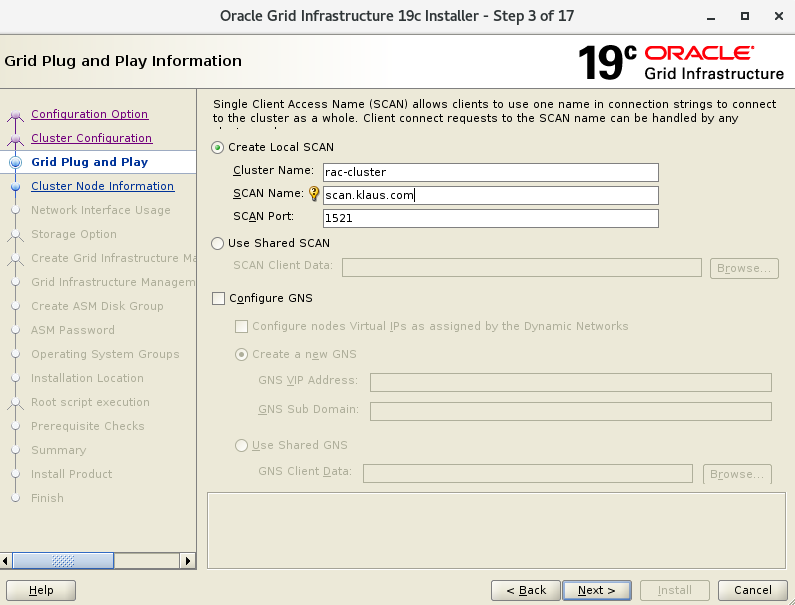 Oracle Grid Infrastructure 19c Installer - Step 3 of 17
Grid Plug and Play Information
19c ORACLE
Grid Infrastructure
Configuration Option
Cluster Configuration
Grid Plug and Play
Cluster Node Information
Network Interface Usage
Storage Option
Create Grid Infrastructure Ma
Grid Infrastructure Managem
Create ASM Disk Group
ASM Password
Operating System Groups
Installation Location
Root script execution
Prerequisite Checks
Summary
Install Product
Finish
Single Client Access Name (SCAN) allows clients to use one name in connection strings to connect
to the cluster as a whole. Client connect requests to the SCAN name can be handled by any
Create Local SCAN
Cluster Name: rac-cluster
SCAN Name: scan.klaus.com
SCAN Port: 1521
Use Shared SCAN
SCAN Client Data: Browse...
Configure GNS
Configure nodes Virtual IPs as assigned by the Dynamic Networks
Create a new GNS
GNS VIP Address:
GNS Sub Domain:
Use Shared GNS
GNS Client Data: Browse...
Help < Back Next > Install Cancel